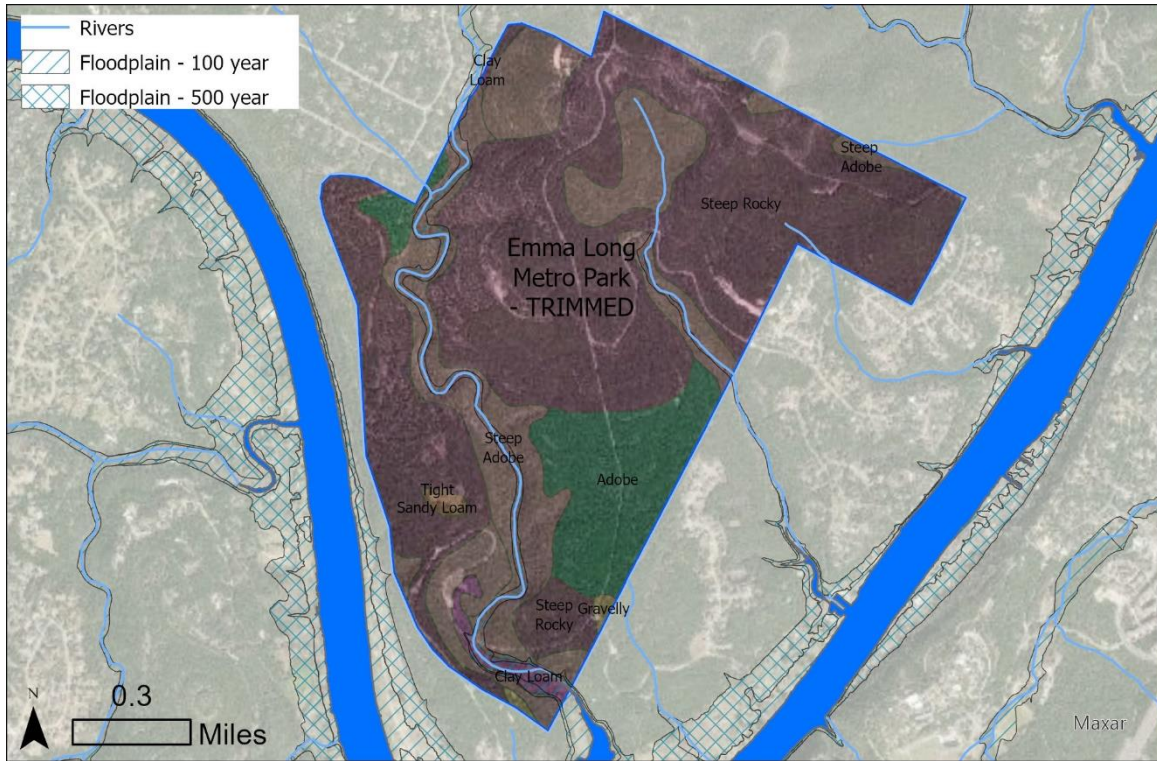 Rivers
Floodplain - 100 year
Floodplain - 500 year
Clay
Loam
Steep
Adobe
Steep Rocky
Emma Long
Metro Park
- TRIMMED
Steep
Adobe
Adobe
Tight
Sandy Loam
Steep
Rocky
Gravelly
Clay Loam
N
0.3
Miles
Maxar